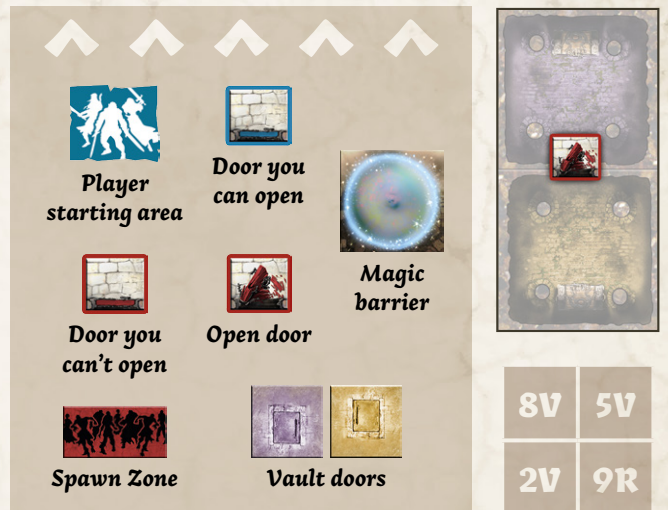 Player
starting area
Door you
can open
Magic
barrier
Door you
can't open
Open door
Spawn Zone
Vault doors
8V 5V
2V 9R